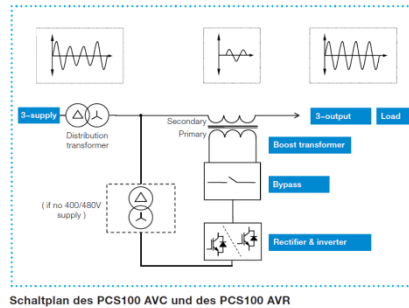 3~supply
Distribution
transformer
Secondary
Primary
3~output
Load
Boost transformer
Bypass
( if no 400/480V
supply )
Rectifier & inverter
Schaltplan des PCS100 AVC und des PCS100 AVR